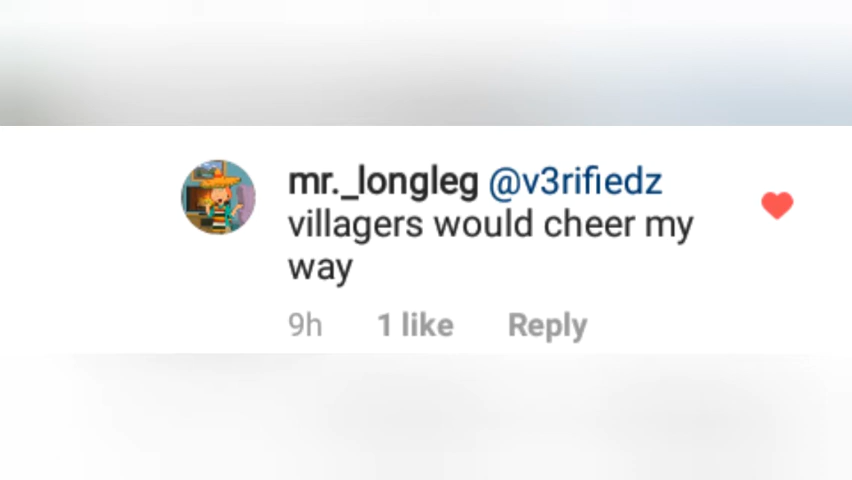 mr._longleg @v3rifiedz
villagers would cheer my
way
9h 1 like Reply